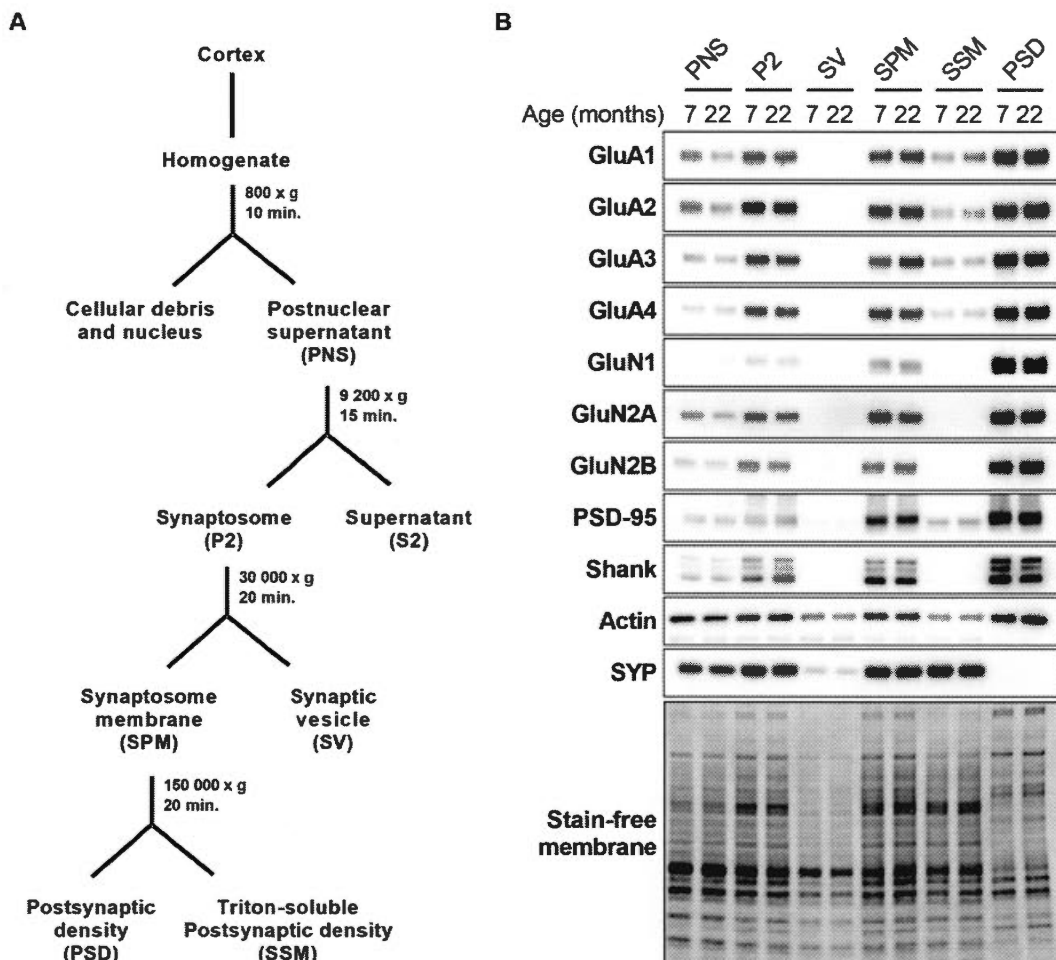 A
Cortex
Homogenate
800 x g
10 min.
Cellular debris
and nucleus
Postnuclear
supernatant
(PNS)
9 200 x g
15 min.
Synaptosome
(P2)
Supernatant
(S2)
30 000 x g
20 min.
Synaptosome
membrane
(SPM)
Synaptic
vesicle
(SV)
150 000 x g
20 min.
Postsynaptic
density
(PSD)
Triton-soluble
Postsynaptic density
(SSM)
B
PNS P2 SV SPM SSM PSD
Age (months) 7 22 7 22 7 22 7 22 7 22 7 22
GluA1
GluA2
GluA3
GluA4
GluN1
GluN2A
GluN2B
PSD-95
Shank
Actin
SYP
Stain-free
membrane